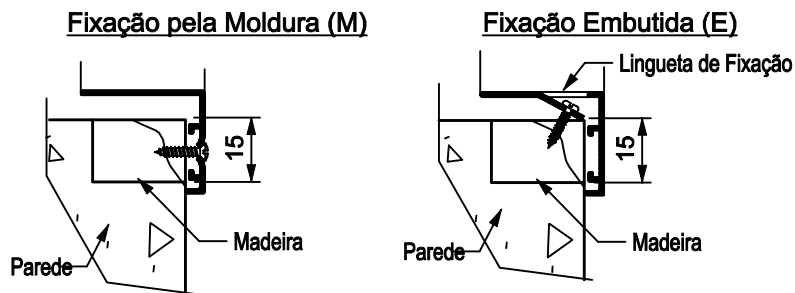 Fixação pela Moldura (M)
15
Madeira
Parede
Fixação Embutida (E)
Lingueta de Fixação
15
Madeira
Parede